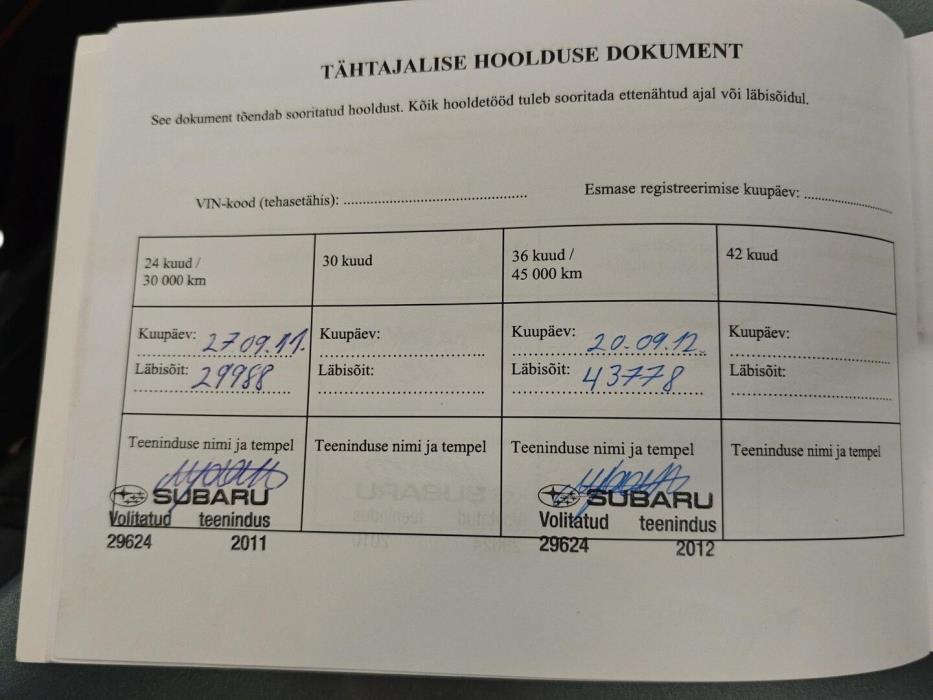 TÄHTAJALISE HOOLDUSE DOKUMENT
See dokument tõendab sooritatud hooldust. Kõik hooldetööd tuleb sooritada ettenähtud ajal või läbisõidul.
VIN-kood (tehasetähis): ............................................... Esmase registreerimise kuupäev: ......................
24 kuud /
30 000 km
30 kuud
36 kuud /
45 000 km
42 kuud
Kuupäev: 27.09.11.
Läbisõit: 29988
Kuupäev:
Läbisõit:
Kuupäev: 20.09.12.
Läbisõit: 43778
Kuupäev:
Läbisõit:
Teeninduse nimi ja tempel
SUBARU
Volitatud teenindus
29624 2011
Teeninduse nimi ja tempel
Teeninduse nimi ja tempel
SUBARU
Volitatud teenindus
29624 2012
Teeninduse nimi ja tempel